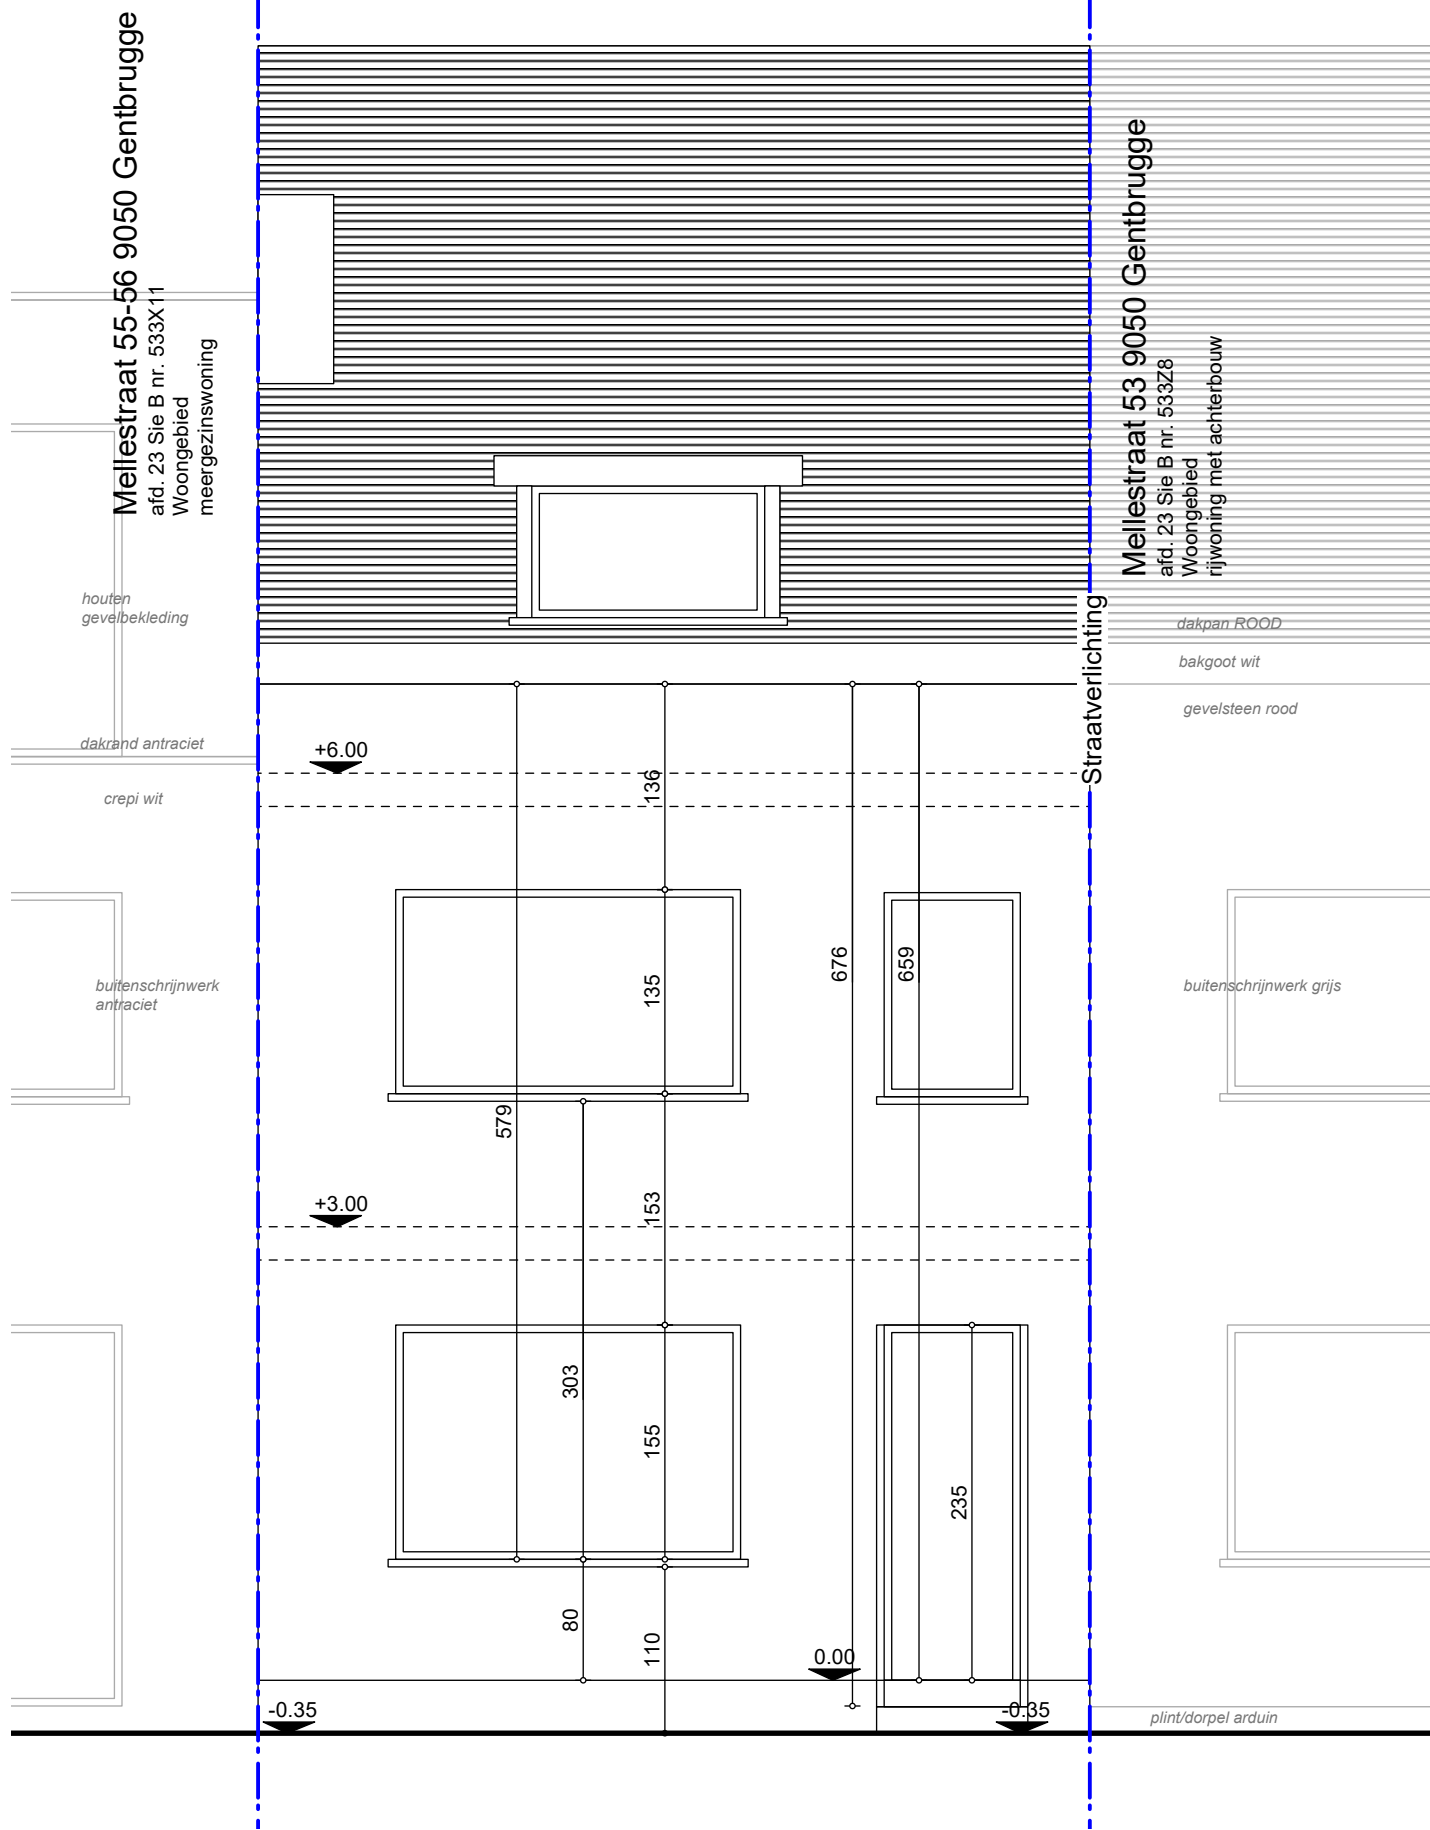 Mellestraat 55-56 9050 Gentbrugge
afd. 23 Sie B nr. 533X11
Woongebied
meergezinswoning
Mellestraat 53 9050 Gentbrugge
afd. 23 Sie B nr. 533Z8
Woongebied
rijwoning met achterbouw
houten
gevelbekleding
dakpan ROOD
Straatverlichting
bakgoot wit
gevelsteen rood
dakrand antraciet
+6.00
136
crepi wit
676
659
buitenschrijnwerk
antraciet
135
buitenschrijnwerk grijs
579
+3.00
153
303
155
235
80
110
0.00
-0.35
-0.35
plint/dorpel arduin